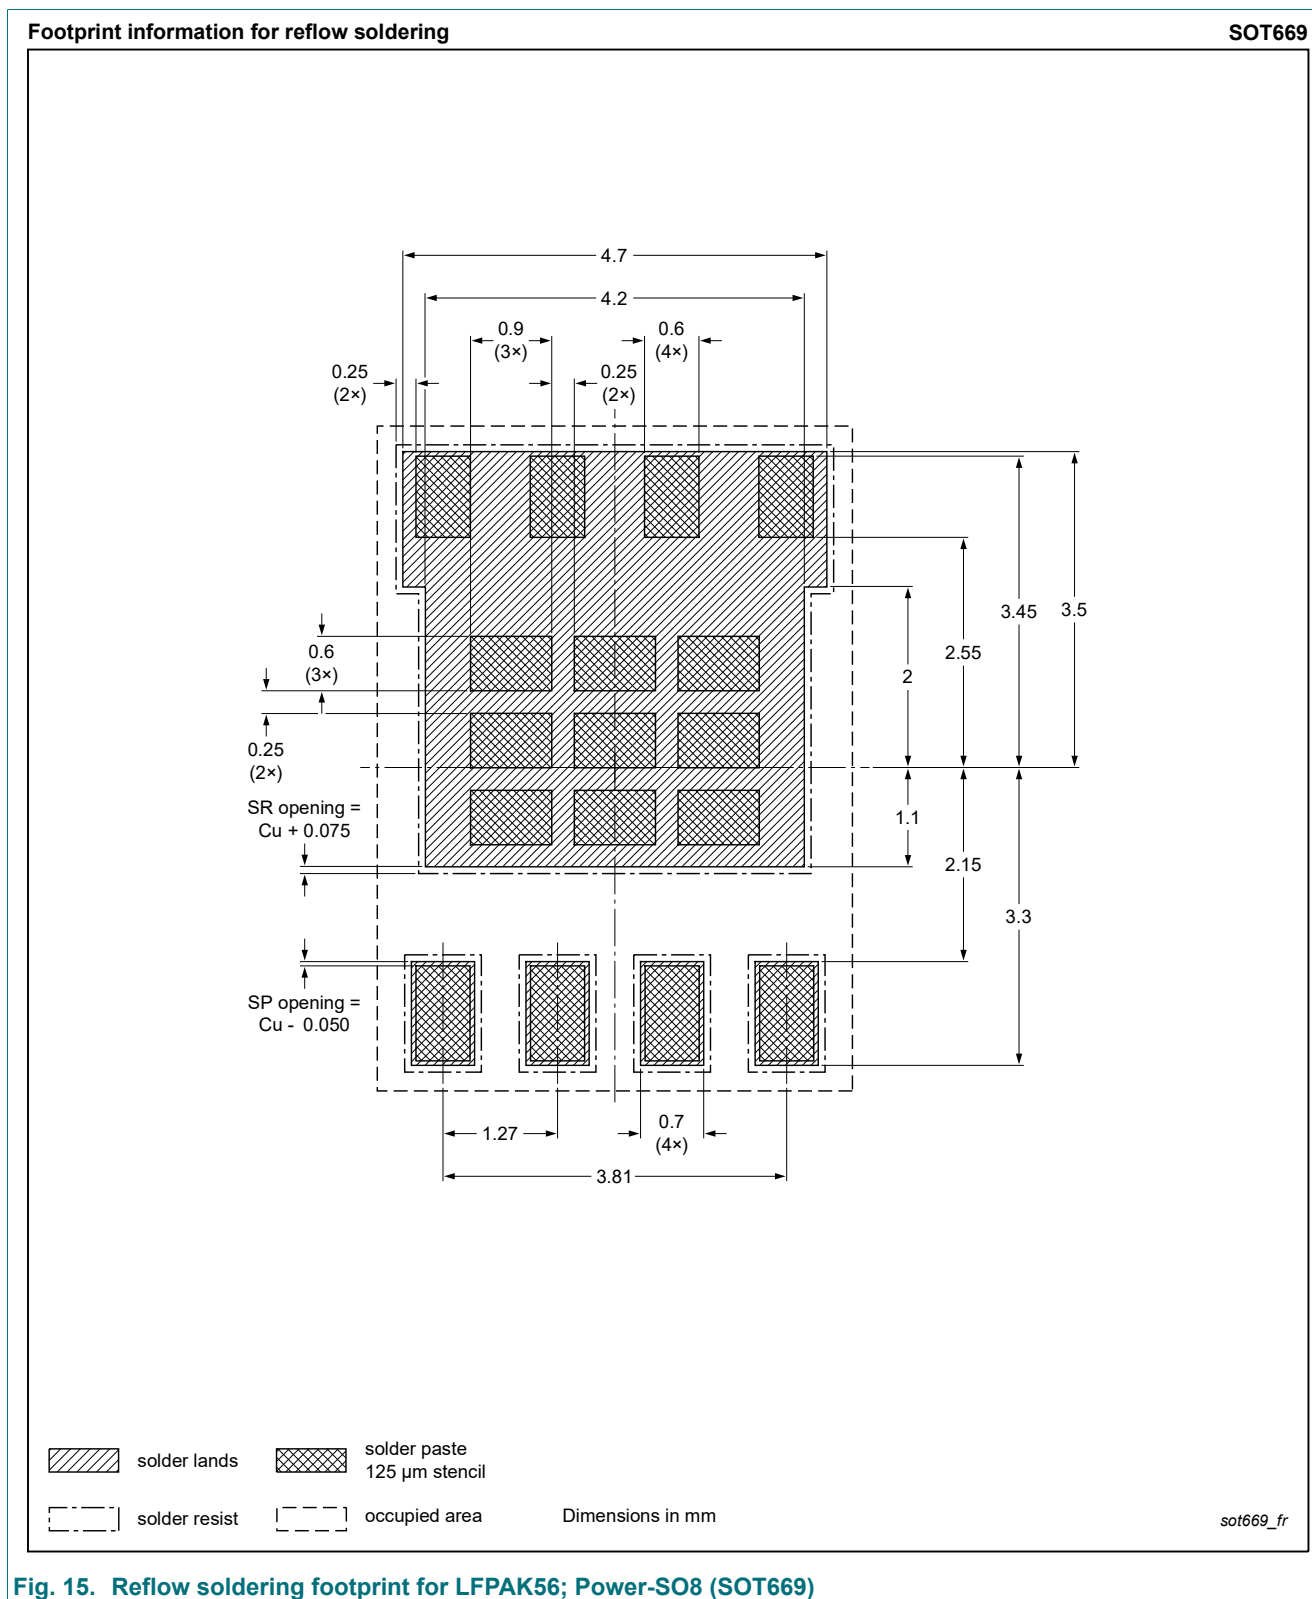 Footprint information for reflow soldering
SOT669
4.7
4.2
0.9
(3×)
0.6
(4×)
0.25
(2×)
0.25
(2×)
3.45
3.5
2.55
2
0.6
(3×)
0.25
(2×)
SR opening =
Cu + 0.075
1.1
2.15
3.3
SP opening =
Cu - 0.050
1.27
0.7
(4×)
3.81
solder lands
solder paste
125 µm stencil
solder resist
occupied area
Dimensions in mm
sot669_fr
Fig. 15. Reflow soldering footprint for LFPAK56; Power-SO8 (SOT669)